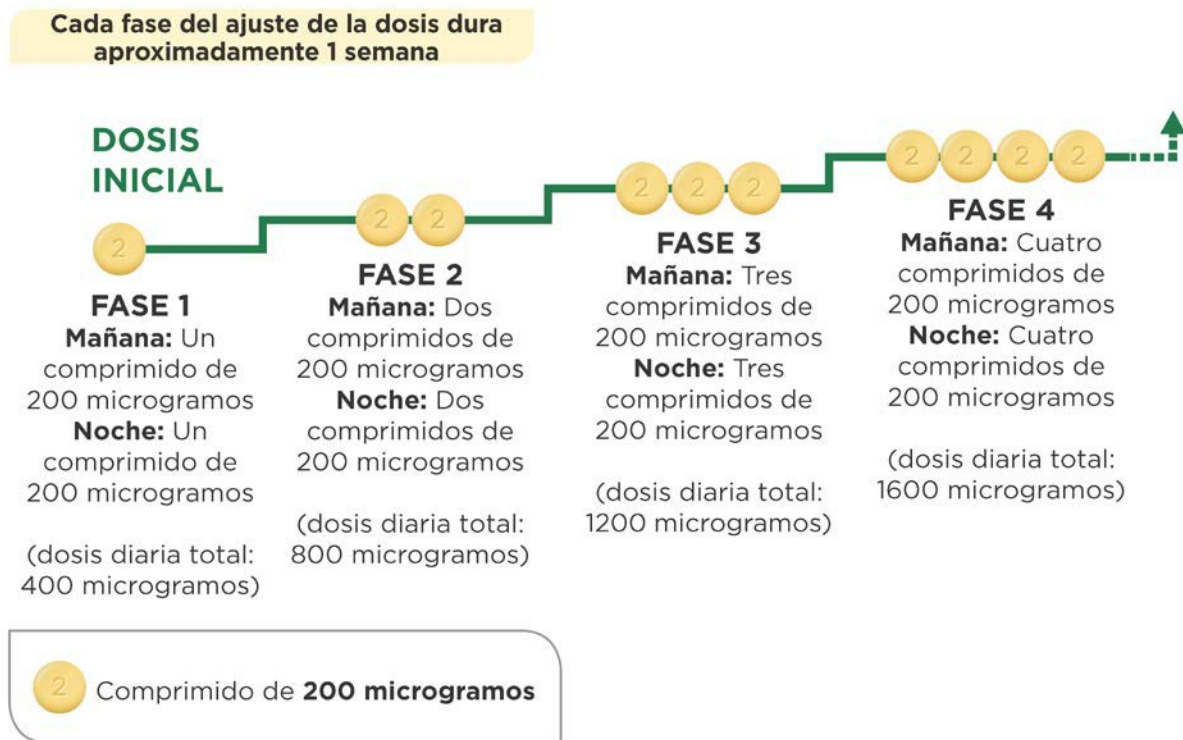 Cada fase del ajuste de la dosis dura
aproximadamente 1 semana
DOSIS
INICIAL
2
FASE 1
Mañana: Un
comprimido de
200 microgramos
Noche: Un
comprimido de
200 microgramos
(dosis diaria total:
400 microgramos)
2 2
FASE 2
Mañana: Dos
comprimidos de
200 microgramos
Noche: Dos
comprimidos de
200 microgramos
(dosis diaria total:
800 microgramos)
2 2 2
FASE 3
Mañana: Tres
comprimidos de
200 microgramos
Noche: Tres
comprimidos de
200 microgramos
(dosis diaria total:
1200 microgramos)
2 2 2 2
FASE 4
Mañana: Cuatro
comprimidos de
200 microgramos
Noche: Cuatro
comprimidos de
200 microgramos
(dosis diaria total:
1600 microgramos)
2 Comprimido de 200 microgramos